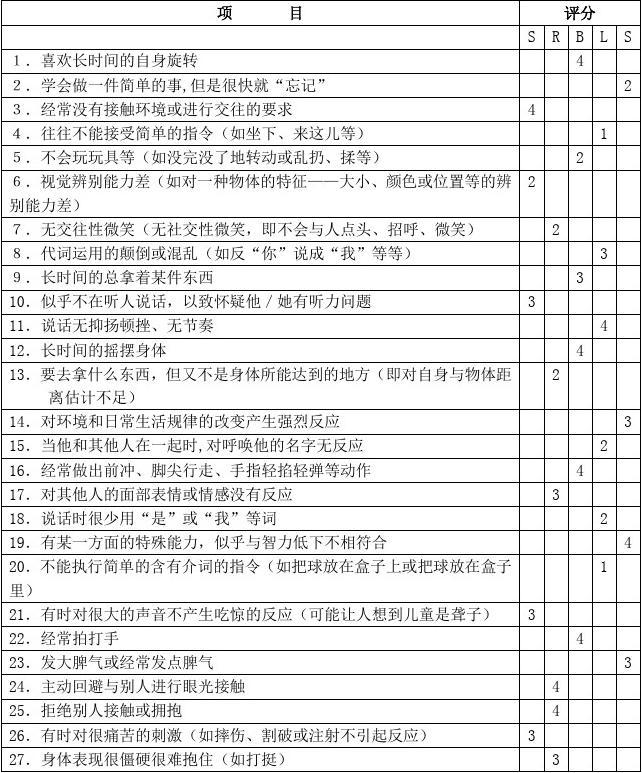 项 目 评分
S R B L S
1．喜欢长时间的自身旋转 4
2．学会做一件简单的事,但是很快就“忘记” 2
3．经常没有接触环境或进行交往的要求 4
4．往往不能接受简单的指令（如坐下、来这儿等） 1
5．不会玩玩具等（如没完没了地转动或乱扔、揉等） 2
6．视觉辨别能力差（如对一种物体的特征——大小、颜色或位置等的辨 2
别能力差）
7．无交往性微笑（无社交性微笑，即不会与人点头、招呼、微笑） 2
8．代词运用的颠倒或混乱（如反“你”说成“我”等等） 3
9．长时间的总拿着某件东西 3
10．似乎不在听人说话，以致怀疑他／她有听力问题 3
11．说话无抑扬顿挫、无节奏 4
12．长时间的摇摆身体 4
13．要去拿什么东西，但又不是身体所能达到的地方（即对自身与物体距 2
离估计不足）
14．对环境和日常生活规律的改变产生强烈反应 3
15．当他和其他人在一起时,对呼唤他的名字无反应 2
16．经常做出前冲、脚尖行走、手指轻掐轻弹等动作 4
17．对其他人的面部表情或情感没有反应 3
18．说话时很少用“是”或“我”等词 2
19．有某一方面的特殊能力，似乎与智力低下不相符合 4
20．不能执行简单的含有介词的指令（如把球放在盒子上或把球放在盒子 1
里）
21．有时对很大的声音不产生吃惊的反应（可能让人想到儿童是聋子） 3
22．经常拍打手 4
23．发大脾气或经常发点脾气 3
24．主动回避与别人进行眼光接触 4
25．拒绝别人接触或拥抱 4
26．有时对很痛苦的刺激（如摔伤、割破或注射不引起反应） 3
27．身体表现很僵硬很难抱住（如打挺） 3